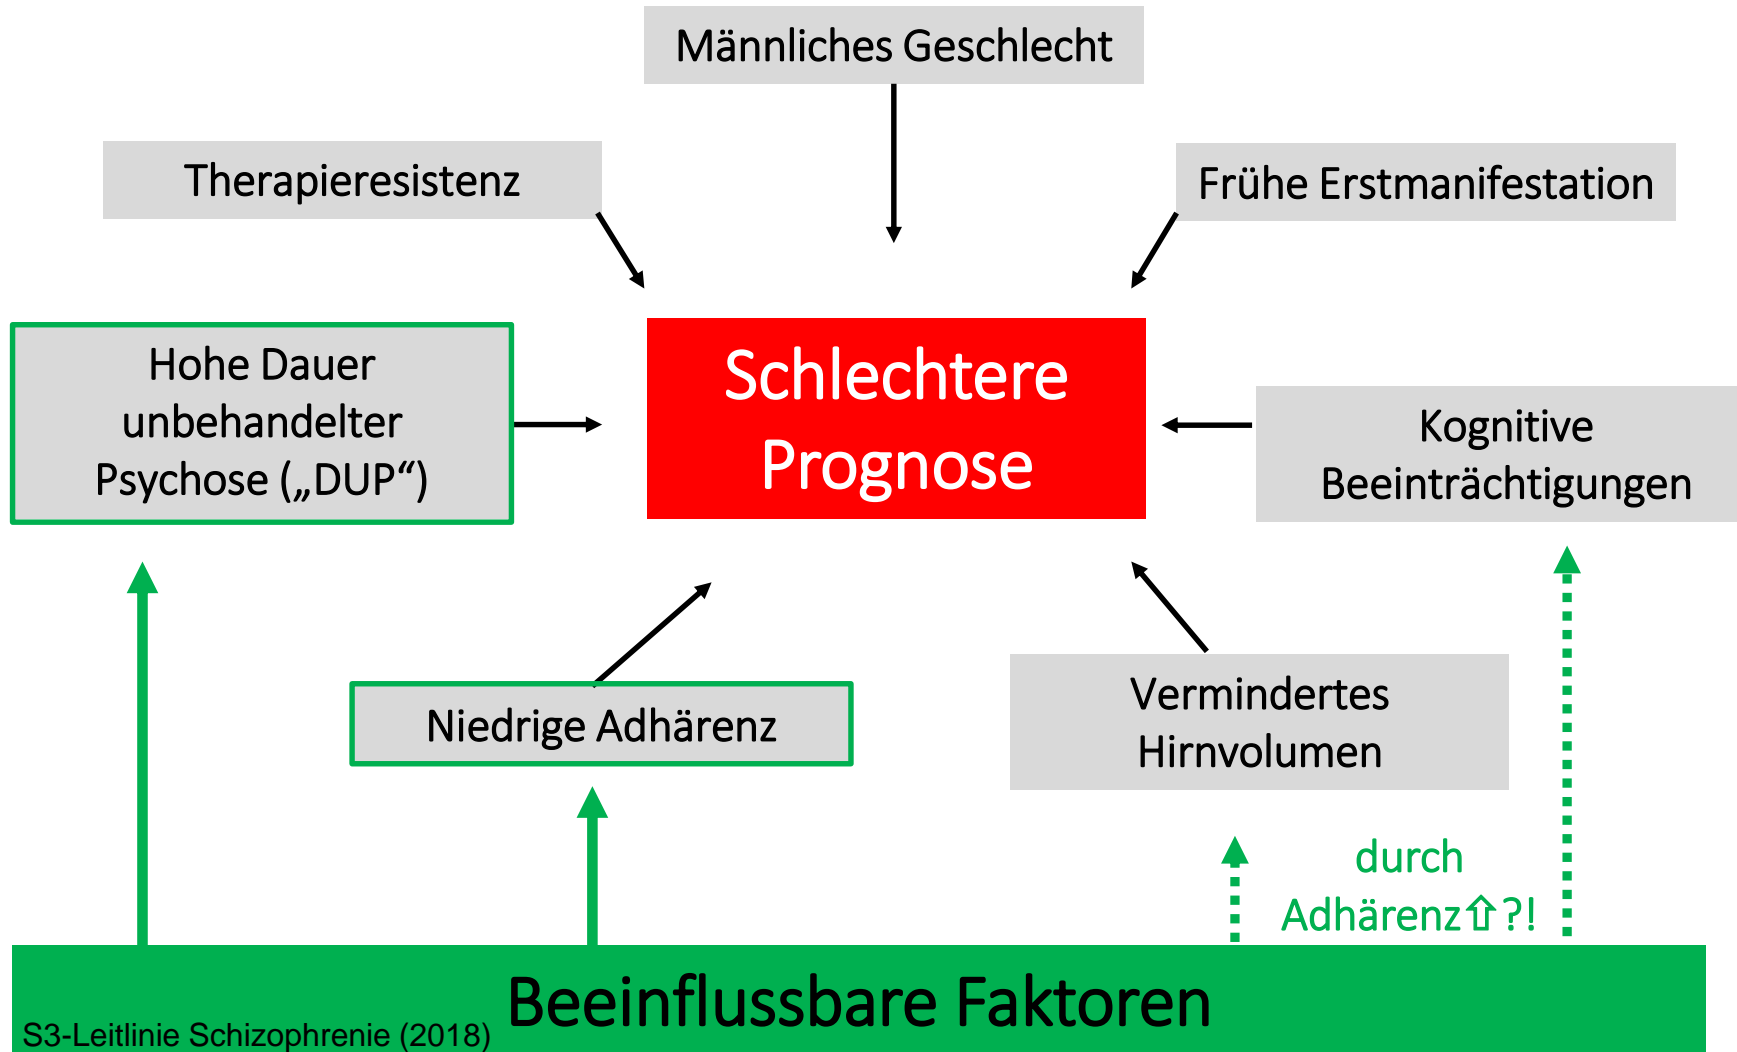 Männliches Geschlecht
Therapieresistenz
Frühe Erstmanifestation
Hohe Dauer
unbehandelter
Psychose („DUP“)
Schlechtere
Prognose
Kognitive
Beeinträchtigungen
Niedrige Adhärenz
Vermindertes
Hirnvolumen
durch
Adhärenz⇧?!
Beeinflussbare Faktoren
S3-Leitlinie Schizophrenie (2018)